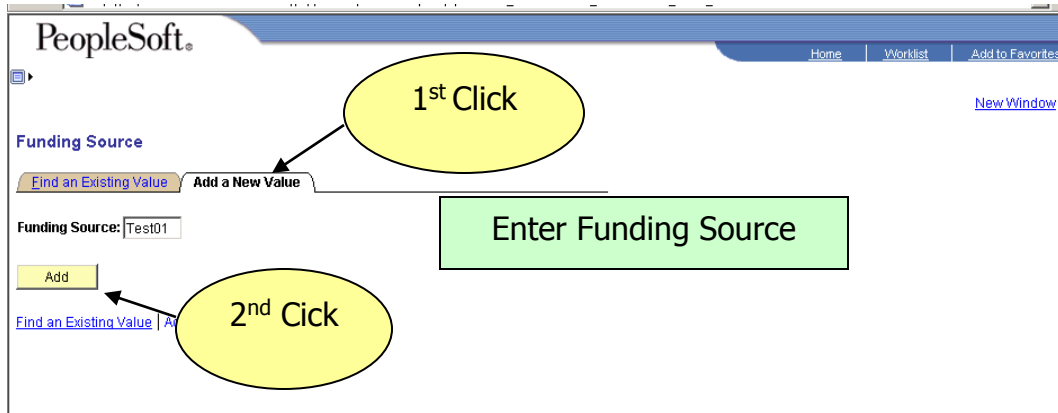 PeopleSoft®
Home Worklist Add to Favorites
1st Click
New Window
Funding Source
Find an Existing Value Add a New Value
Funding Source: Test01
Enter Funding Source
Add
2nd Cick
Find an Existing Value |